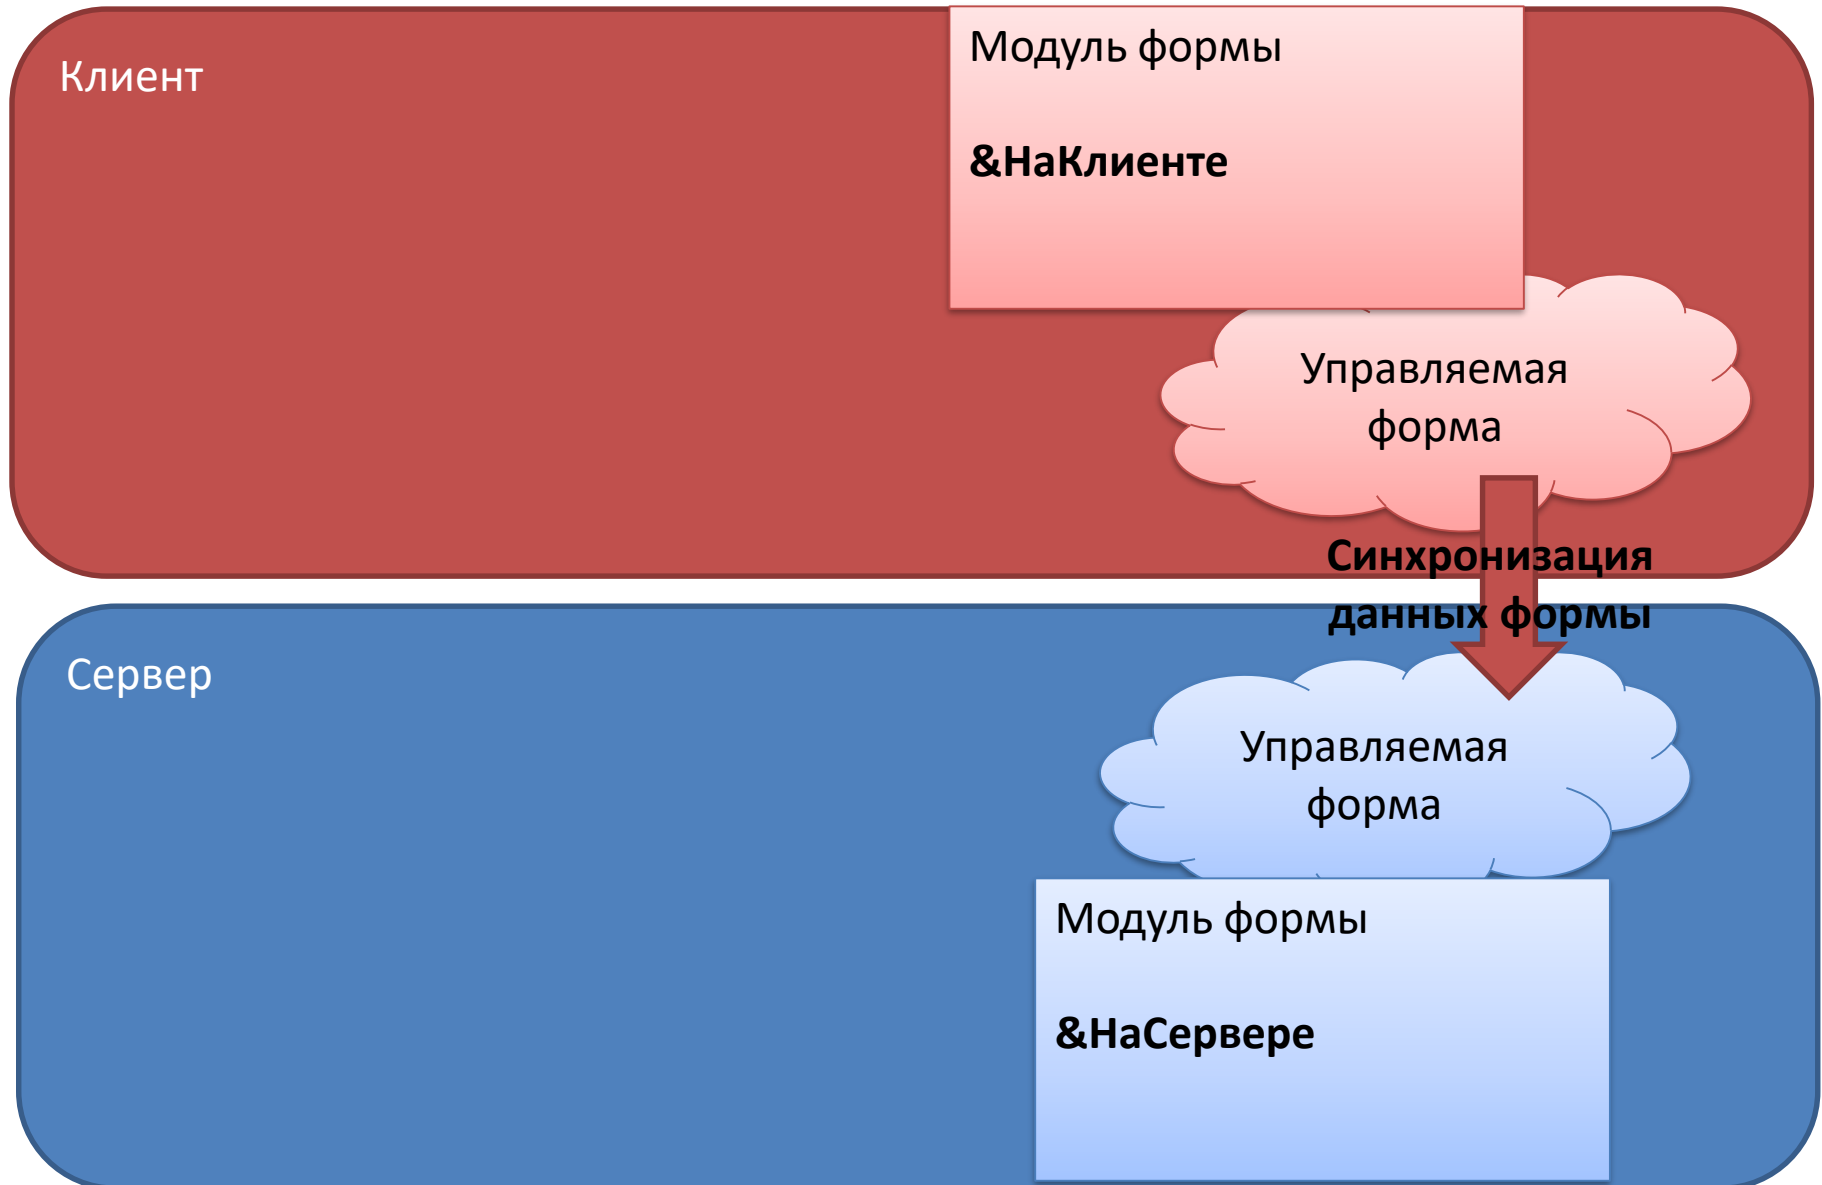 Клиент
Модуль формы
&НаКлиенте
Управляемая
форма
Синхронизация
данных формы
Сервер
Управляемая
форма
Модуль формы
&НаСервере